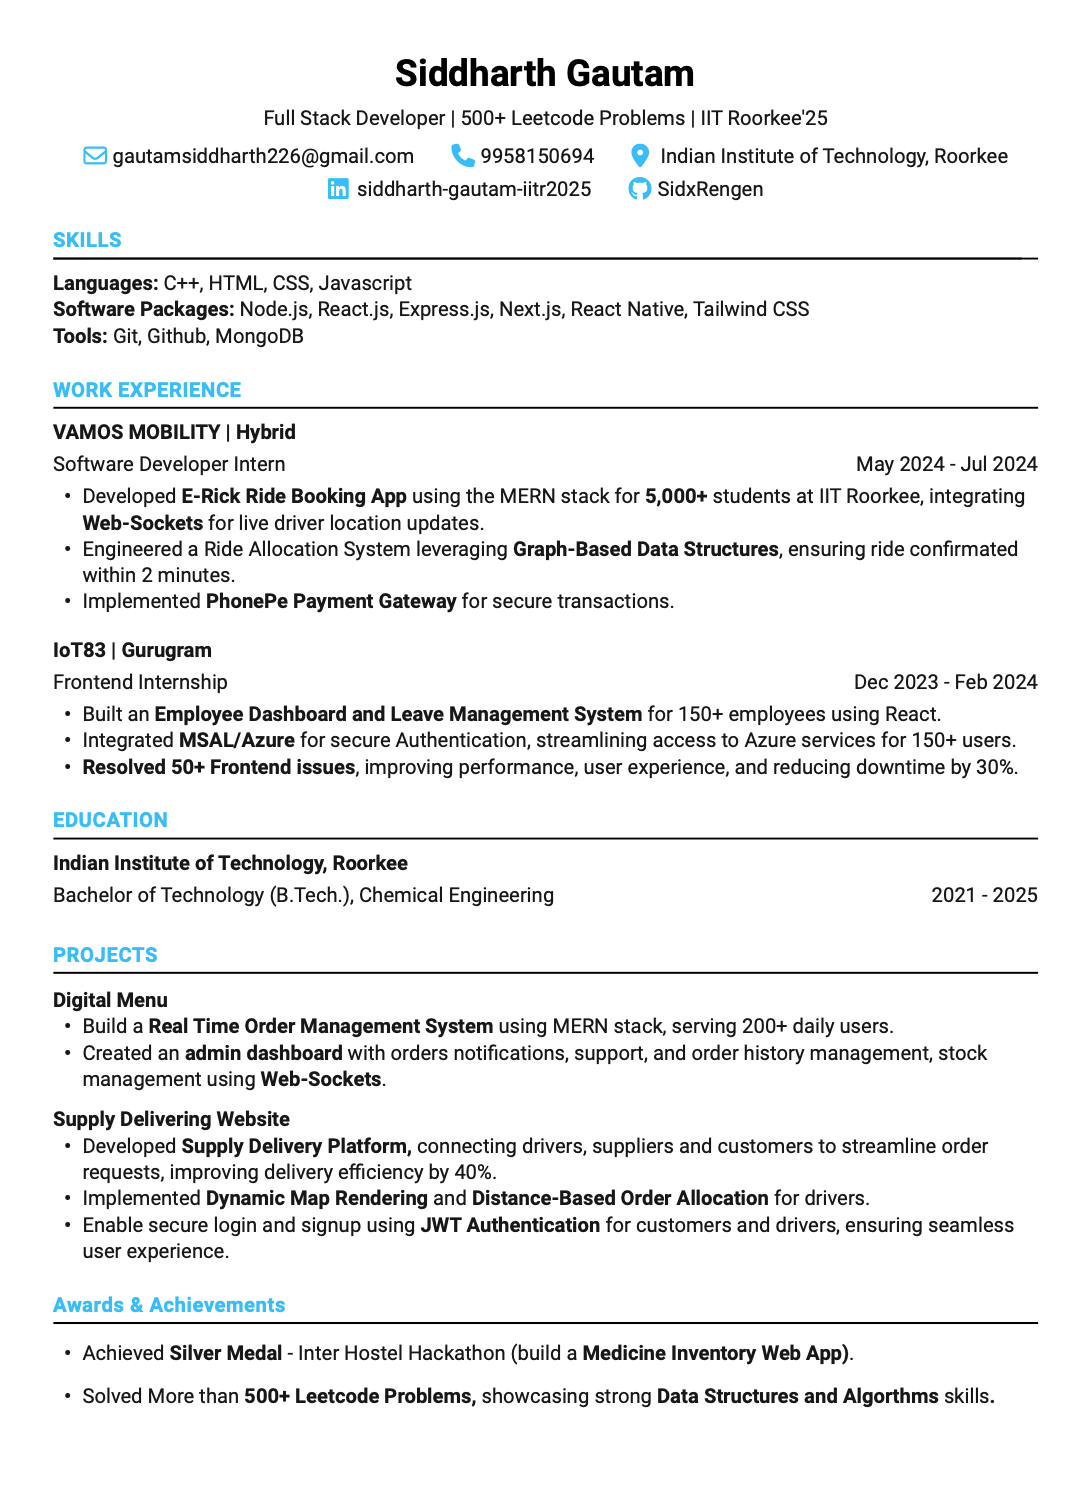 Siddharth Gautam
Full Stack Developer | 500+ Leetcode Problems | IIT Roorkee'25
gautamsiddharth226@gmail.com 9958150694 Indian Institute of Technology, Roorkee
siddharth-gautam-iitr2025 SidxRengen
SKILLS
Languages: C++, HTML, CSS, Javascript
Software Packages: Node.js, React.js, Express.js, Next.js, React Native, Tailwind CSS
Tools: Git, Github, MongoDB
WORK EXPERIENCE
VAMOS MOBILITY | Hybrid
Software Developer Intern May 2024 - Jul 2024
• Developed E-Rick Ride Booking App using the MERN stack for 5,000+ students at IIT Roorkee, integrating
Web-Sockets for live driver location updates.
• Engineered a Ride Allocation System leveraging Graph-Based Data Structures, ensuring ride confirmated
within 2 minutes.
• Implemented PhonePe Payment Gateway for secure transactions.
IoT83 | Gurugram
Frontend Internship Dec 2023 - Feb 2024
• Built an Employee Dashboard and Leave Management System for 150+ employees using React.
• Integrated MSAL/Azure for secure Authentication, streamlining access to Azure services for 150+ users.
• Resolved 50+ Frontend issues, improving performance, user experience, and reducing downtime by 30%.
EDUCATION
Indian Institute of Technology, Roorkee
Bachelor of Technology (B.Tech.), Chemical Engineering 2021 - 2025
PROJECTS
Digital Menu
• Build a Real Time Order Management System using MERN stack, serving 200+ daily users.
• Created an admin dashboard with orders notifications, support, and order history management, stock
management using Web-Sockets.
Supply Delivering Website
• Developed Supply Delivery Platform, connecting drivers, suppliers and customers to streamline order
requests, improving delivery efficiency by 40%.
• Implemented Dynamic Map Rendering and Distance-Based Order Allocation for drivers.
• Enable secure login and signup using JWT Authentication for customers and drivers, ensuring seamless
user experience.
Awards & Achievements
• Achieved Silver Medal - Inter Hostel Hackathon (build a Medicine Inventory Web App).
• Solved More than 500+ Leetcode Problems, showcasing strong Data Structures and Algorthms skills.